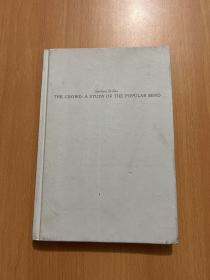 Gustave Le Bon
THE CROWD: A STUDY OF THE POPULAR MIND